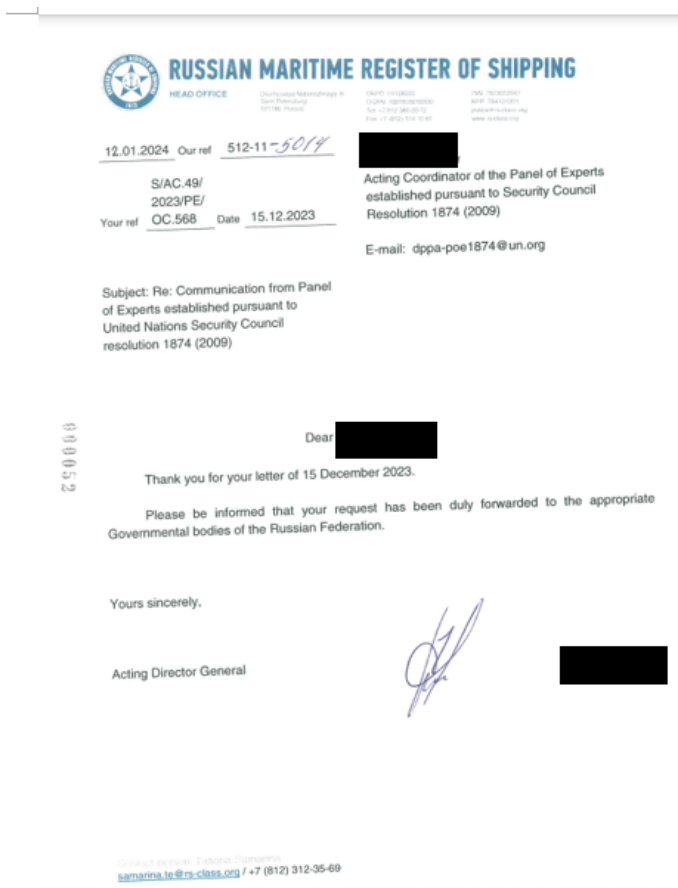 RUSSIAN MARITIME REGISTER OF SHIPPING
HEAD OFFICE
12.01.2024 Our ref 512-11-5014
S/AC.49/
2023/PE/
Your ref OC.568 Date 15.12.2023
Acting Coordinator of the Panel of Experts
established pursuant to Security Council
Resolution 1874 (2009)
E-mail: dppa-poe1874@un.org
Subject: Re: Communication from Panel
of Experts established pursuant to
United Nations Security Council
resolution 1874 (2009)
000052
Dear
Thank you for your letter of 15 December 2023.
Please be informed that your request has been duly forwarded to the appropriate
Governmental bodies of the Russian Federation.
Yours sincerely,
Acting Director General
samarina.te@rs-class.org / +7 (812) 312-35-69